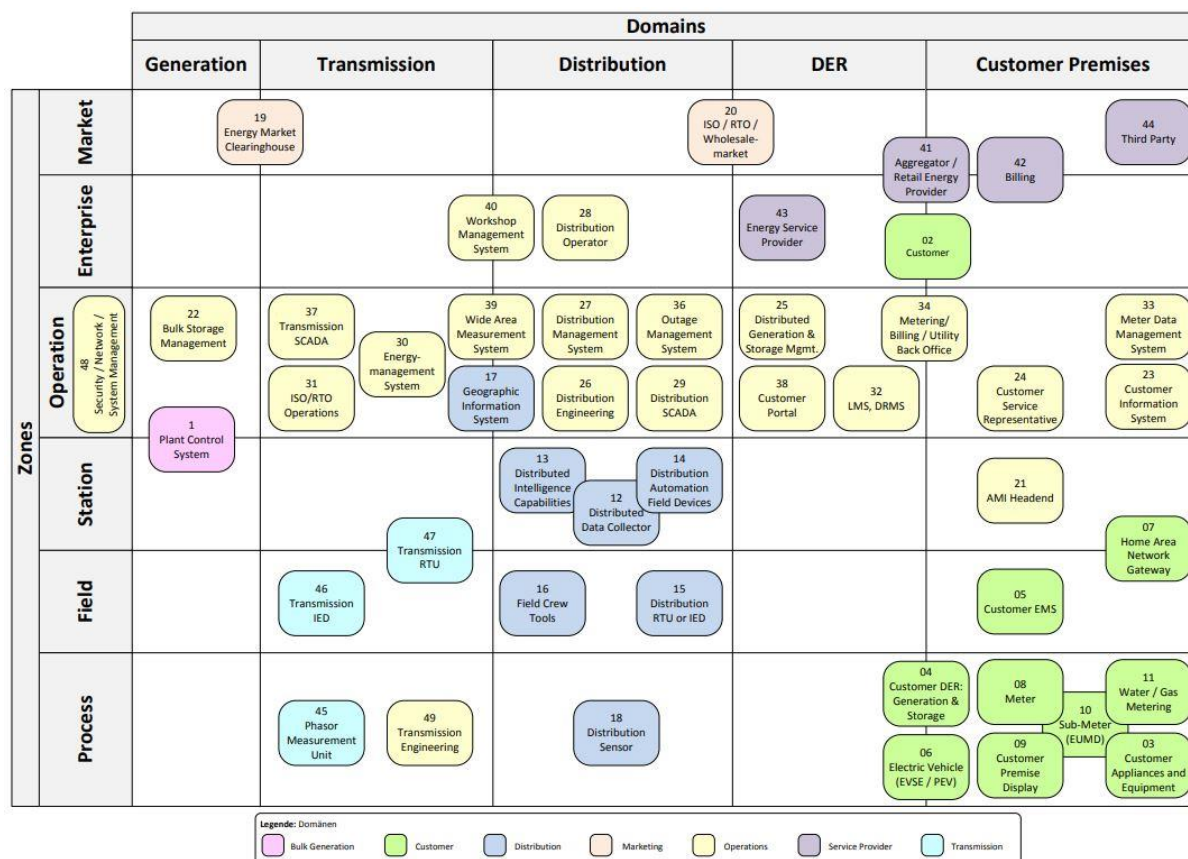 Domains
Generation
Transmission
Distribution
DER
Customer Premises
Zones
Market
19
Energy Market
Clearinghouse
20
ISO / RTO /
Wholesale-
market
41
Aggregator /
Retail Energy
Provider
42
Billing
44
Third Party
Enterprise
40
Workshop
Management
System
28
Distribution
Operator
43
Energy Service
Provider
02
Customer
Operation
48
Security / Network /
System Management
22
Bulk Storage
Management
37
Transmission
SCADA
30
Energy-
management
System
39
Wide Area
Measurement
System
27
Distribution
Management
System
36
Outage
Management
System
25
Distributed
Generation &
Storage Mgmt.
34
Metering/
Billing / Utility
Back Office
33
Meter Data
Management
System
31
ISO/RTO
Operations
17
Geographic
Information
System
26
Distribution
Engineering
29
Distribution
SCADA
38
Customer
Portal
32
LMS, DRMS
24
Customer
Service
Representative
23
Customer
Information
System
1
Plant Control
System
Station
13
Distributed
Intelligence
Capabilities
12
Distributed
Data Collector
14
Distribution
Automation
Field Devices
21
AMI Headend
47
Transmission
RTU
07
Home Area
Network
Gateway
Field
46
Transmission
IED
16
Field Crew
Tools
15
Distribution
RTU or IED
05
Customer EMS
Process
45
Phasor
Measurement
Unit
49
Transmission
Engineering
18
Distribution
Sensor
04
Customer DER:
Generation &
Storage
08
Meter
10
Sub-Meter
(EUMD)
11
Water / Gas
Metering
06
Electric Vehicle
(EVSE / PEV)
09
Customer
Premise
Display
03
Customer
Appliances and
Equipment
Legende: Domänen
Bulk Generation
Customer
Distribution
Marketing
Operations
Service Provider
Transmission